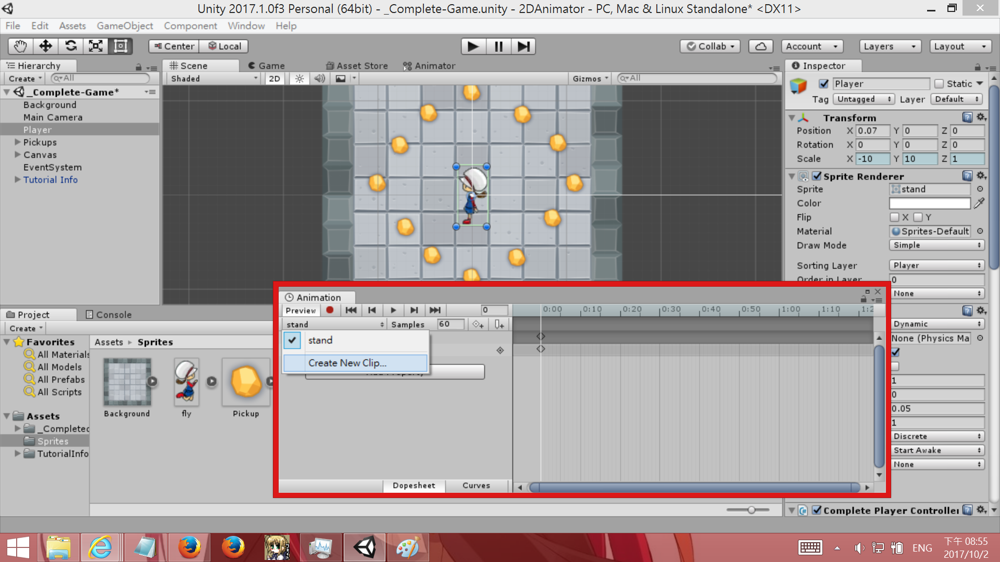 Unity 2017.1.0f3 Personal (64bit) - _Complete-Game.unity - 2DAnimator - PC, Mac & Linux Standalone* <DX11>
File Edit Assets GameObject Component Window Help
Center Local Collab Account Layers Layout
Hierarchy
Create All
_Complete-Game*
Background
Main Camera
Player
Pickups
Canvas
EventSystem
Tutorial Info
Scene Game Asset Store Animator
Shaded 2D Gizmos All
Inspector
Player Static
Tag Untagged Layer Default
Transform
Position X 0.07 Y 0 Z 0
Rotation X 0 Y 0 Z 0
Scale X -10 Y 10 Z 1
Sprite Renderer
Sprite stand
Color
Flip X Y
Material Sprites-Default
Draw Mode Simple
Sorting Layer Player
Order in Layer 0
None
Dynamic
None (Physics Ma
1
0
0.05
1
Discrete
Start Awake
None
Complete Player Controller
Project Console
Create
Favorites
All Materials
All Models
All Prefabs
All Scripts
Assets
_Completed
Sprites
TutorialInfo
Assets Sprites
Background fly Pickup
Animation
Preview 0
0:00 0:10 0:20 0:30 0:40 0:50 1:00 1:10 1:2
stand Samples 60
stand
Create New Clip...
Add Property
Dopesheet Curves
ENG
下午 08:55
2017/10/2